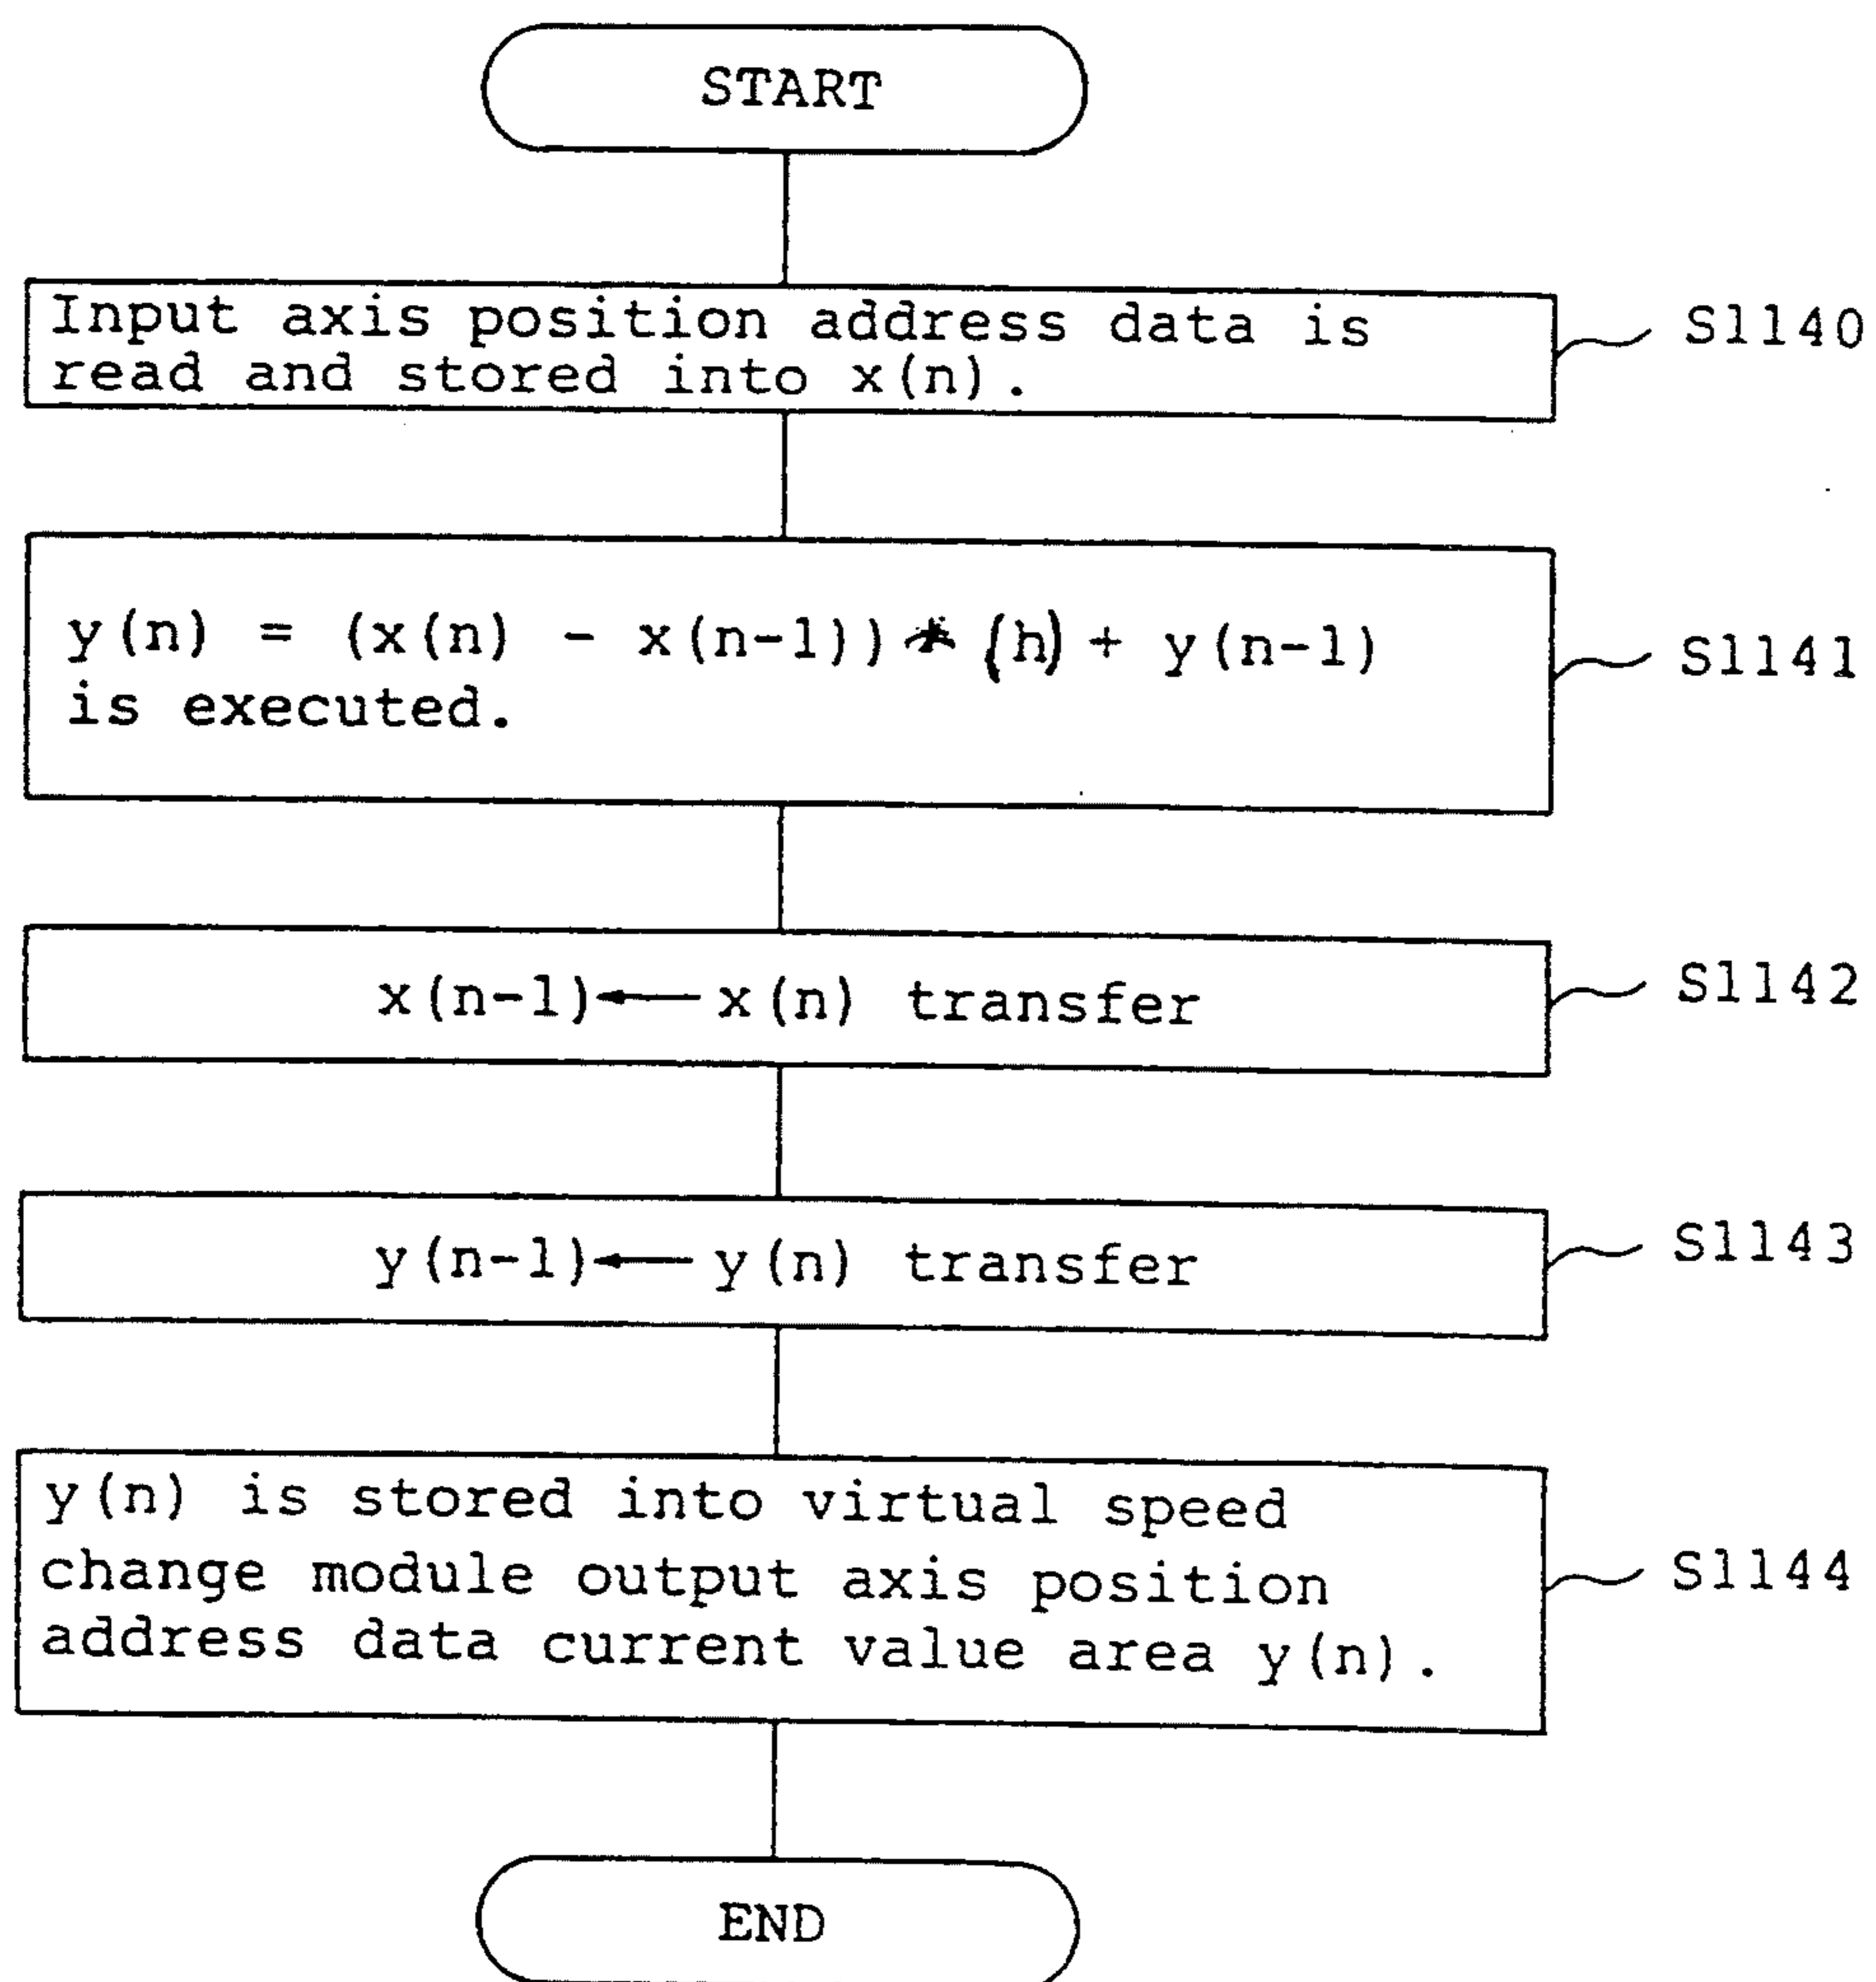 START
Input axis position address data is
read and stored into x(n).
S1140
y(n) = (x(n) - x(n-1)) * (h) + y(n-1)
is executed.
S1141
x(n-1)← x(n) transfer
S1142
y(n-1)← y(n) transfer
S1143
y(n) is stored into virtual speed
change module output axis position
address data current value area y(n).
S1144
END